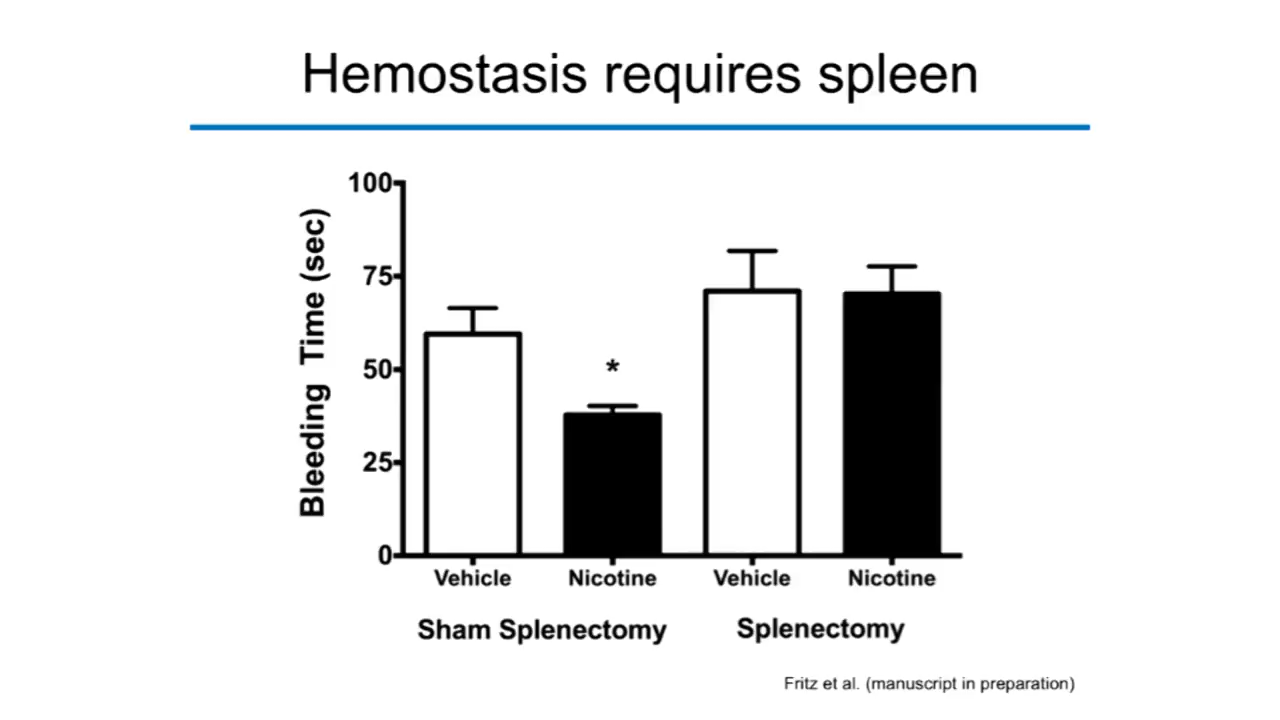 Hemostasis requires spleen
100
75
50
25
0
Bleeding Time (sec)
*
Vehicle Nicotine Vehicle Nicotine
Sham Splenectomy Splenectomy
Fritz et al. (manuscript in preparation)